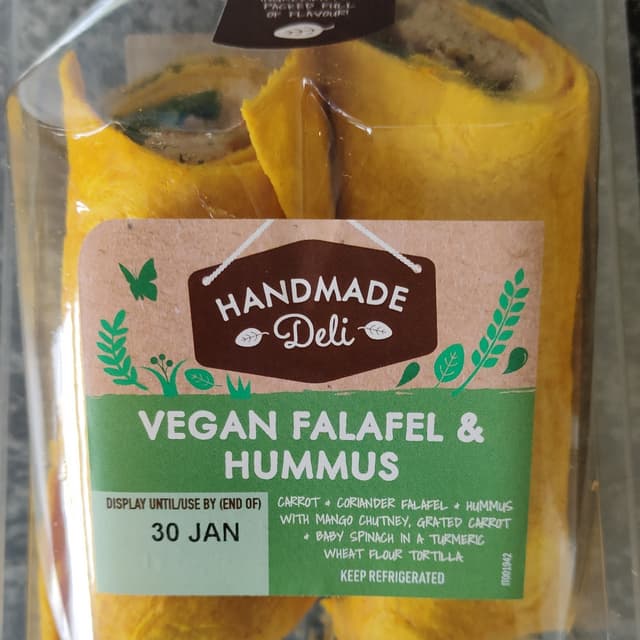 PACKED FULL
OF FLAVOUR!
HANDMADE
Deli
VEGAN FALAFEL &
HUMMUS
DISPLAY UNTIL/USE BY (END OF)
30 JAN
CARROT & CORIANDER FALAFEL & HUMMUS
WITH MANGO CHUTNEY, GRATED CARROT
& BABY SPINACH IN A TURMERIC
WHEAT FLOUR TORTILLA
KEEP REFRIGERATED